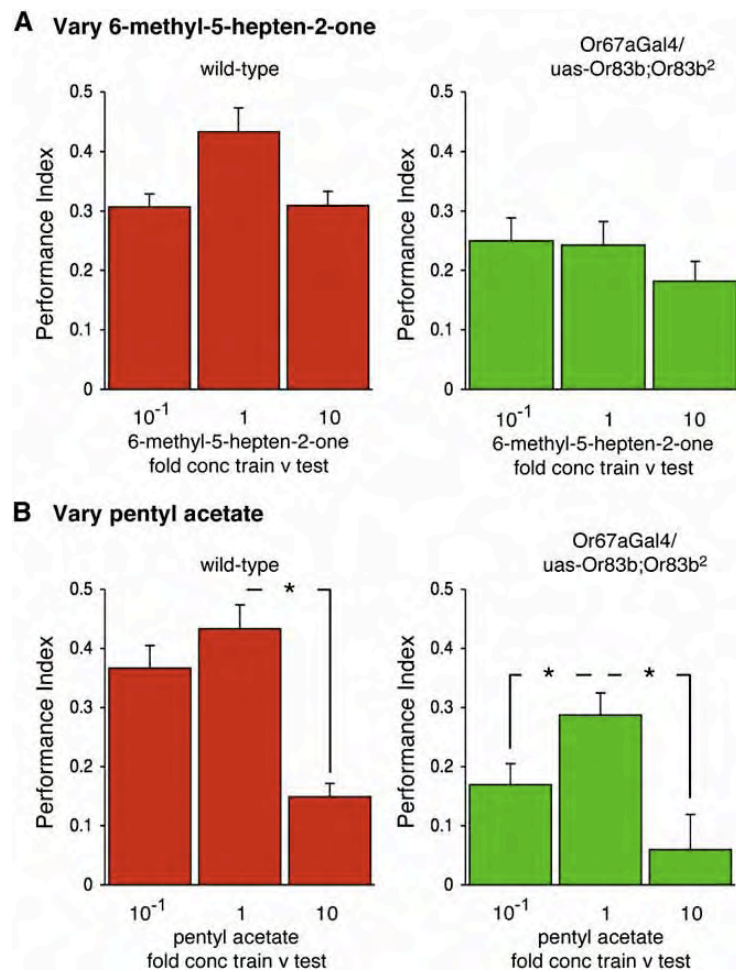 A Vary 6-methyl-5-hepten-2-one
wild-type
Performance Index
0.5
0.4
0.3
0.2
0.1
0
10⁻¹ 1 10
6-methyl-5-hepten-2-one
fold conc train v test
Or67aGal4/
uas-Or83b;Or83b²
Performance Index
0.5
0.4
0.3
0.2
0.1
0
10⁻¹ 1 10
6-methyl-5-hepten-2-one
fold conc train v test
B Vary pentyl acetate
wild-type
Performance Index
0.5
0.4
0.3
0.2
0.1
0
*
10⁻¹ 1 10
pentyl acetate
fold conc train v test
Or67aGal4/
uas-Or83b;Or83b²
Performance Index
0.5
0.4
0.3
0.2
0.1
0
* *
10⁻¹ 1 10
pentyl acetate
fold conc train v test